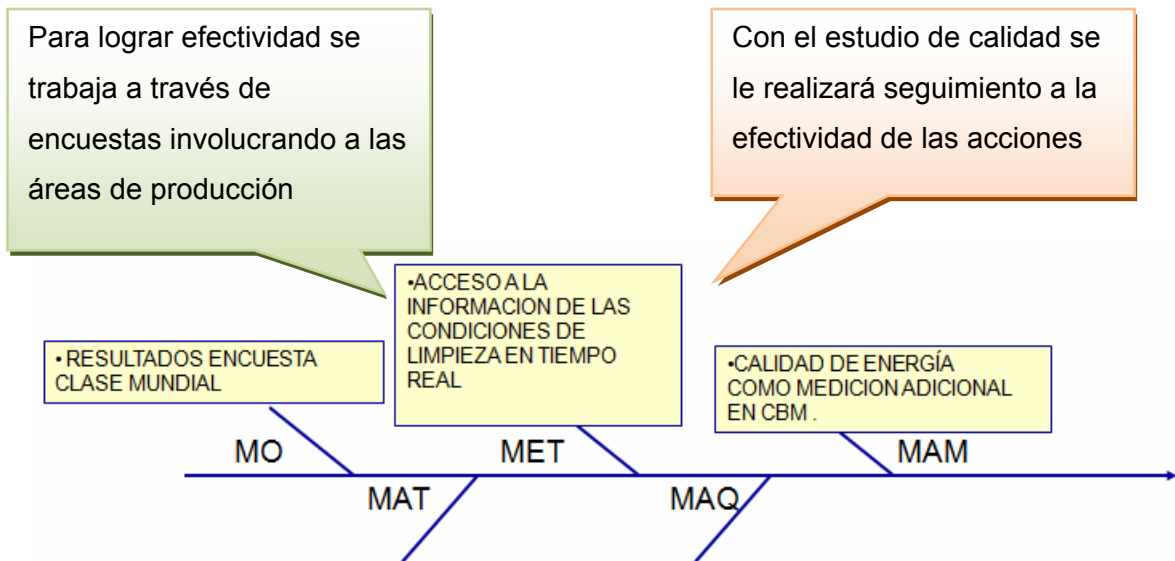 Para lograr efectividad se
trabaja a través de
encuestas involucrando a las
áreas de producción
Con el estudio de calidad se
le realizará seguimiento a la
efectividad de las acciones
•ACCESO A LA
INFORMACION DE LAS
CONDICIONES DE
LIMPIEZA EN TIEMPO
REAL
• RESULTADOS ENCUESTA
CLASE MUNDIAL
•CALIDAD DE ENERGÍA
COMO MEDICION ADICIONAL
EN CBM .
MO
MET
MAM
MAT
MAQ